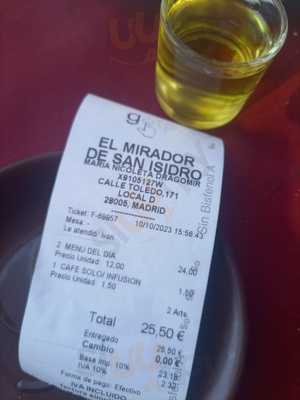 EL MIRADOR
DE SAN ISIDRO
MARIA NICOLETA DRAGOMIR
X9105127W
CALLE TOLEDO,171
LOCAL D
28005, MADRID
Ticket: F-69957 10/10/2023 15:56:43
Mesa: -
Le atendió: Ivan
2 MENU DEL DIA 24,00
Precio Unidad: 12.00
1 CAFE SOLO/ INFUSION 1,50
Precio Unidad: 1.50
2 Arts.
Total 25,50 €
Entregado 25,50 €
Cambio 0,00 €
Base Imp. 10% 23,18
IVA 10% 2,32
Forma de pago: Efectivo
IVA INCLUIDO